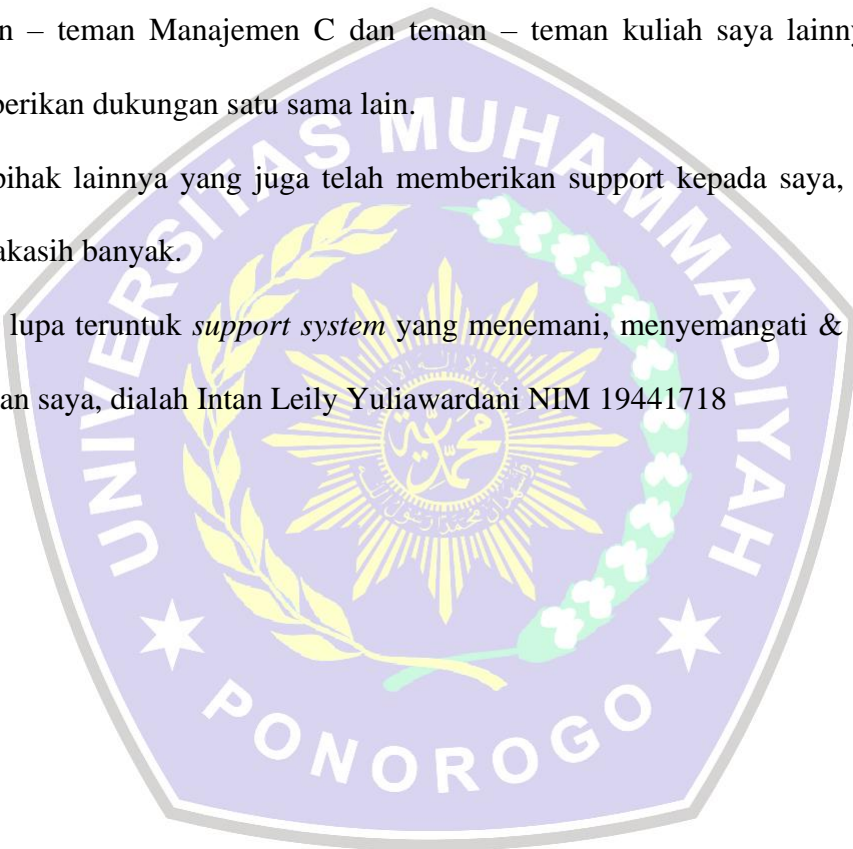 n – teman Manajemen C dan teman – teman kuliah saya lainny
berikan dukungan satu sama lain.
pihak lainnya yang juga telah memberikan support kepada saya,
akasih banyak.
lupa teruntuk support system yang menemani, menyemangati &
an saya, dialah Intan Leily Yuliawardani NIM 19441718
UNIVERSITAS MUHAMMADIYAH
محمد
PONOROGO